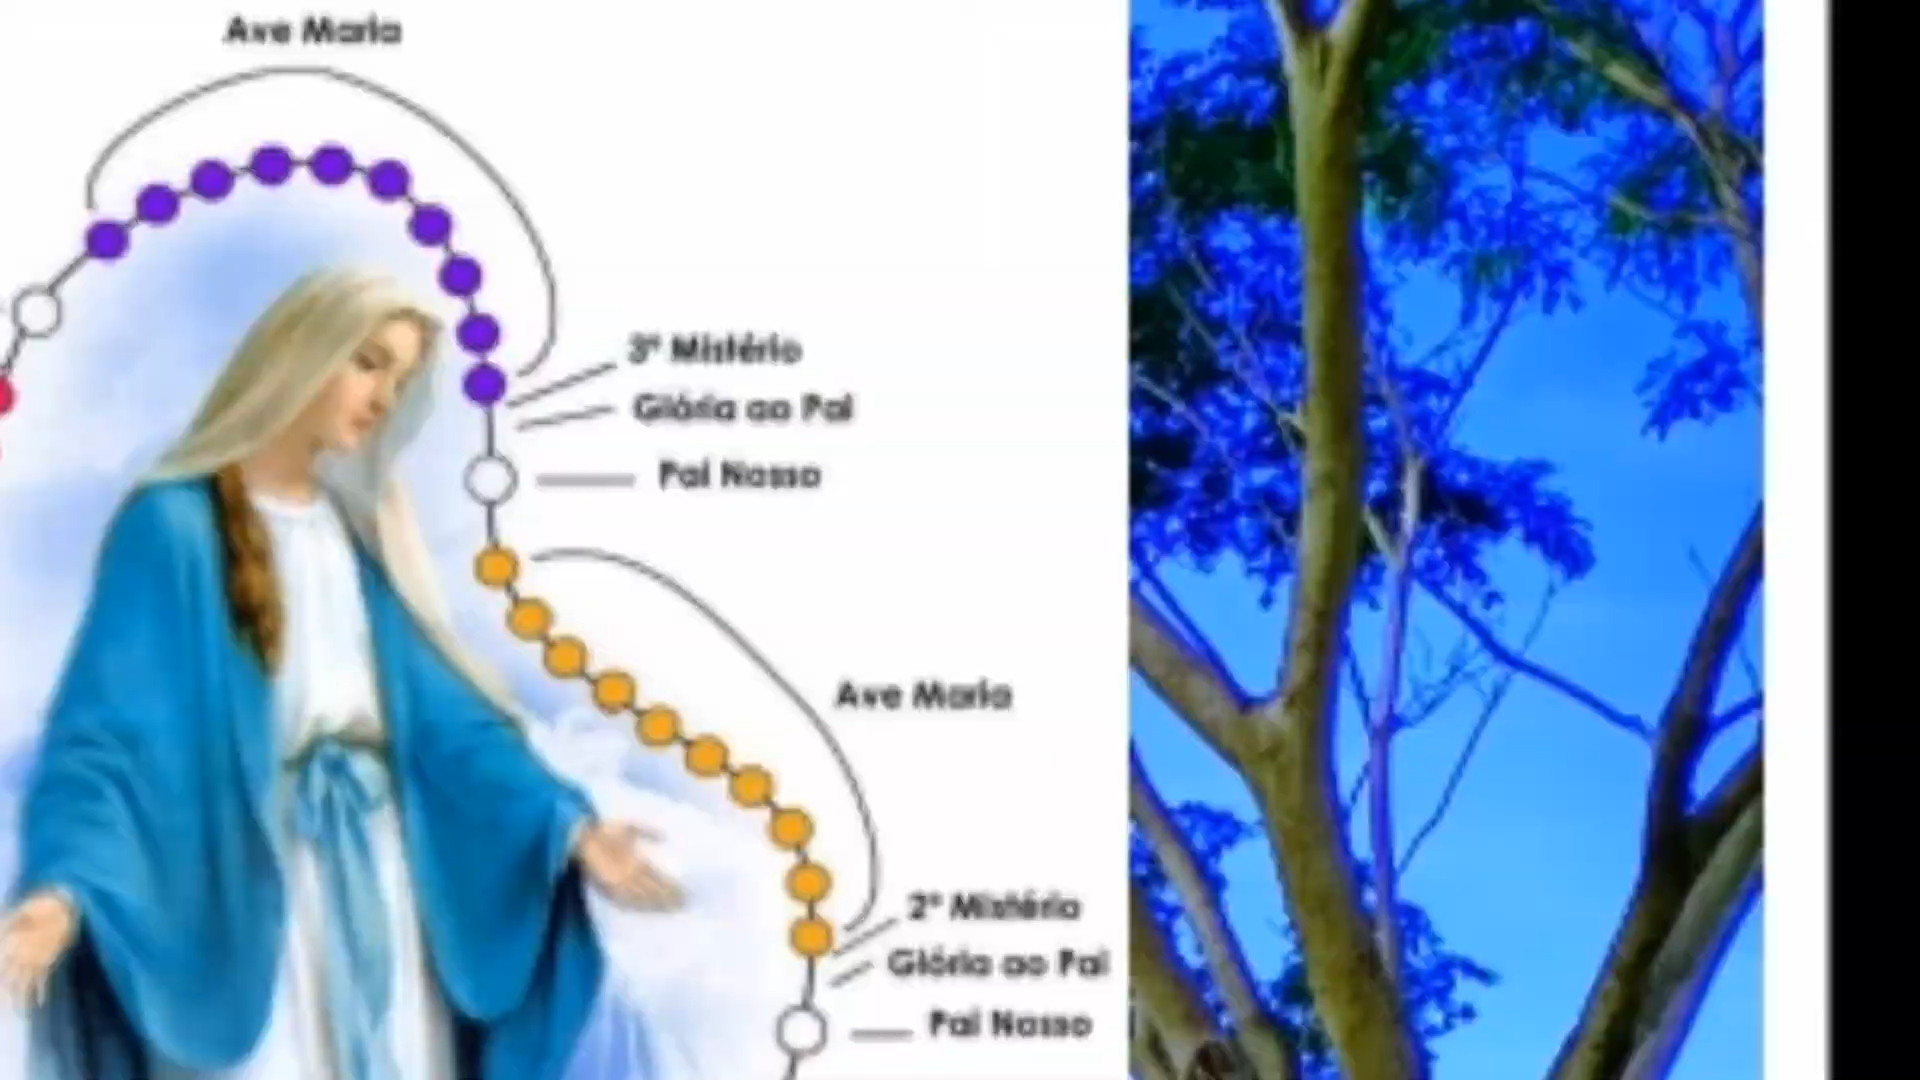 Ave Maria
3º Mistério
Glória ao Pai
Pai Nosso
Ave Maria
2º Mistério
Glória ao Pai
Pai Nosso